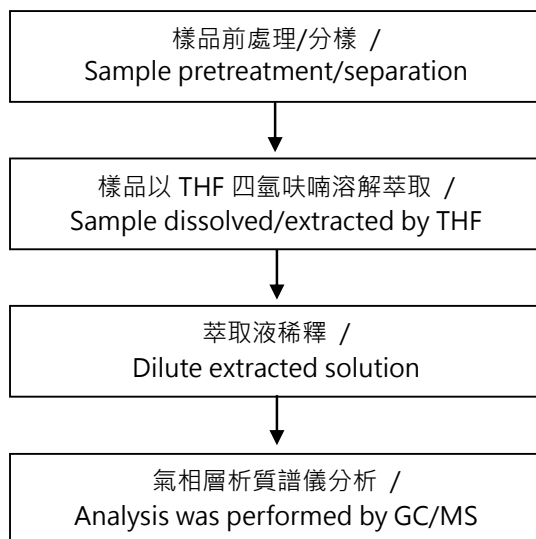 樣品前處理/分樣 /
Sample pretreatment/separation
樣品以 THF 四氫呋喃溶解萃取 /
Sample dissolved/extracted by THF
萃取液稀釋 /
Dilute extracted solution
氣相層析質譜儀分析 /
Analysis was performed by GC/MS